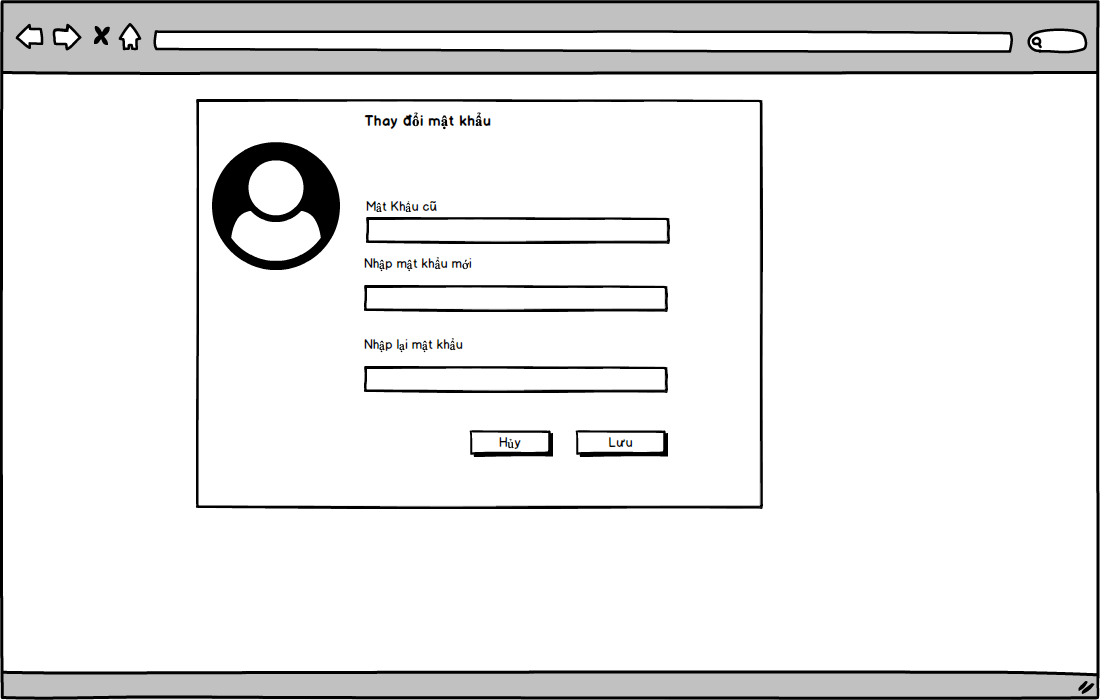 Thay đổi mật khẩu
Mật Khẩu cũ
Nhập mật khẩu mới
Nhập lại mật khẩu
Hủy
Lưu